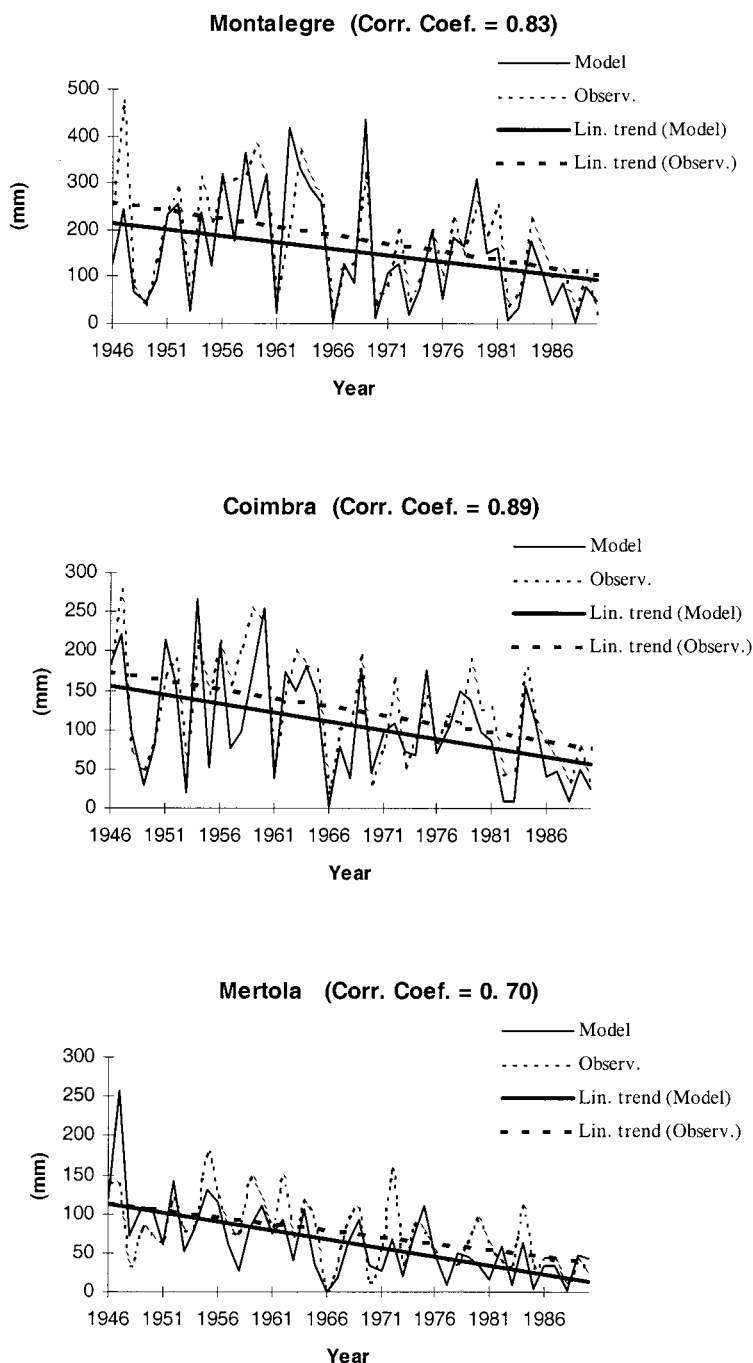 Montalegre (Corr. Coef. = 0.83)
Model
Observ.
Lin. trend (Model)
Lin. trend (Observ.)
500
400
300
200
100
0
(mm)
1946 1951 1956 1961 1966 1971 1976 1981 1986
Year
Coimbra (Corr. Coef. = 0.89)
Model
Observ.
Lin. trend (Model)
Lin. trend (Observ.)
300
250
200
150
100
50
0
(mm)
1946 1951 1956 1961 1966 1971 1976 1981 1986
Year
Mertola (Corr. Coef. = 0. 70)
Model
Observ.
Lin. trend (Model)
Lin. trend (Observ.)
300
250
200
150
100
50
0
(mm)
1946 1951 1956 1961 1966 1971 1976 1981 1986
Year